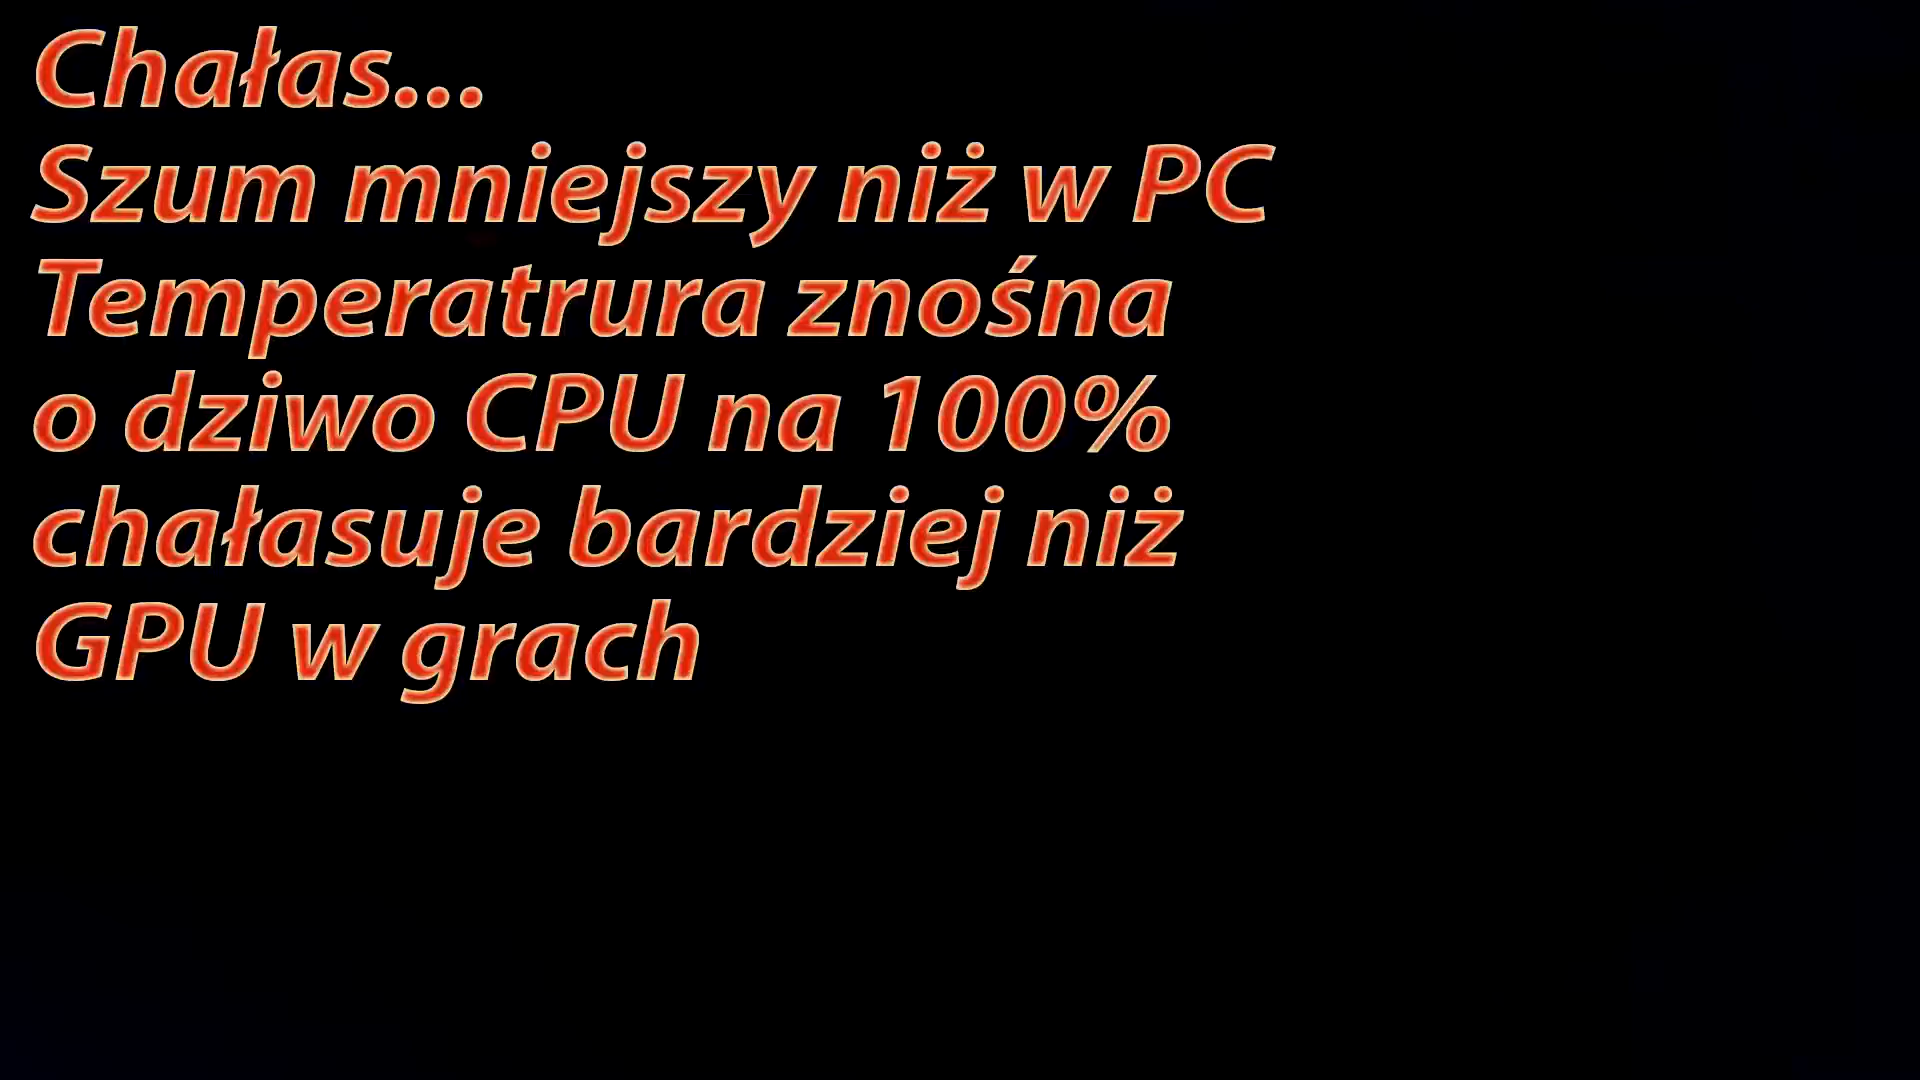 Chałas...
Szum mniejszy niż w PC
Temperatrura znośna
o dziwo CPU na 100%
chałasuje bardziej niż
GPU w grach